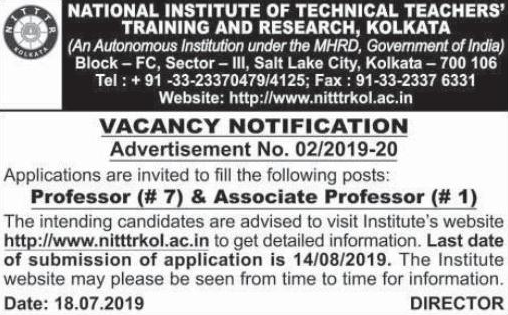 NITTTR
KOLKATA
NATIONAL INSTITUTE OF TECHNICAL TEACHERS'
TRAINING AND RESEARCH, KOLKATA
(An Autonomous Institution under the MHRD, Government of India)
Block – FC, Sector – III, Salt Lake City, Kolkata – 700 106
Tel : + 91 -33-23370479/4125; Fax : 91-33-2337 6331
Website: http://www.nitttrkol.ac.in
VACANCY NOTIFICATION
Advertisement No. 02/2019-20
Applications are invited to fill the following posts:
Professor (# 7) & Associate Professor (# 1)
The intending candidates are advised to visit Institute's website
http://www.nitttrkol.ac.in to get detailed information. Last date
of submission of application is 14/08/2019. The Institute
website may please be seen from time to time for information.
Date: 18.07.2019 DIRECTOR